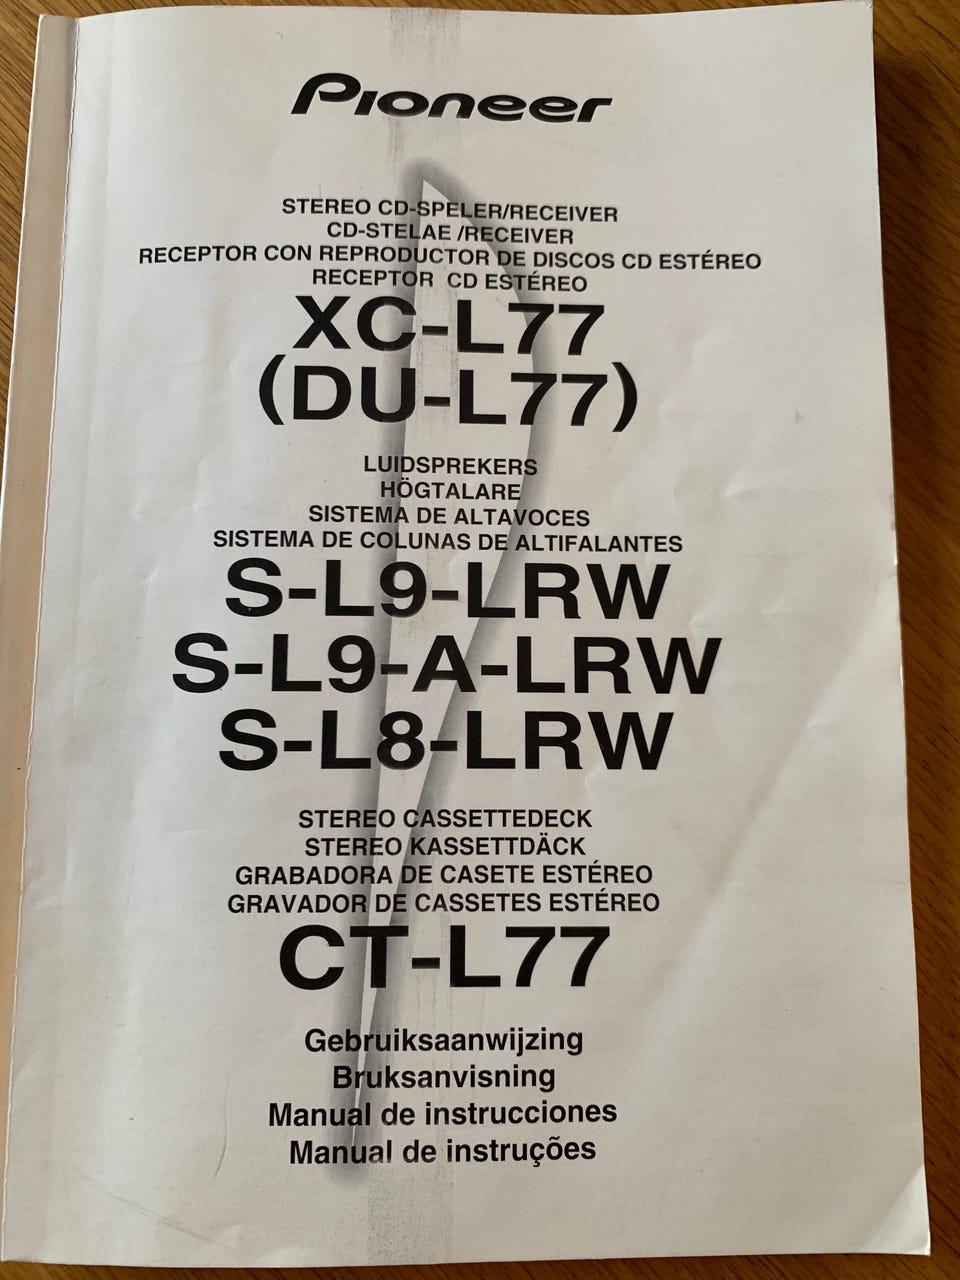 Pioneer
STEREO CD-SPELER/RECEIVER
CD-STELAE /RECEIVER
RECEPTOR CON REPRODUCTOR DE DISCOS CD ESTÉREO
RECEPTOR CD ESTÉREO
XC-L77
(DU-L77)
LUIDSPREKERS
HÖGTALARE
SISTEMA DE ALTAVOCES
SISTEMA DE COLUNAS DE ALTIFALANTES
S-L9-LRW
S-L9-A-LRW
S-L8-LRW
STEREO CASSETTEDECK
STEREO KASSETTDÄCK
GRABADORA DE CASETE ESTÉREO
GRAVADOR DE CASSETES ESTÉREO
CT-L77
Gebruiksaanwijzing
Bruksanvisning
Manual de instrucciones
Manual de instruções